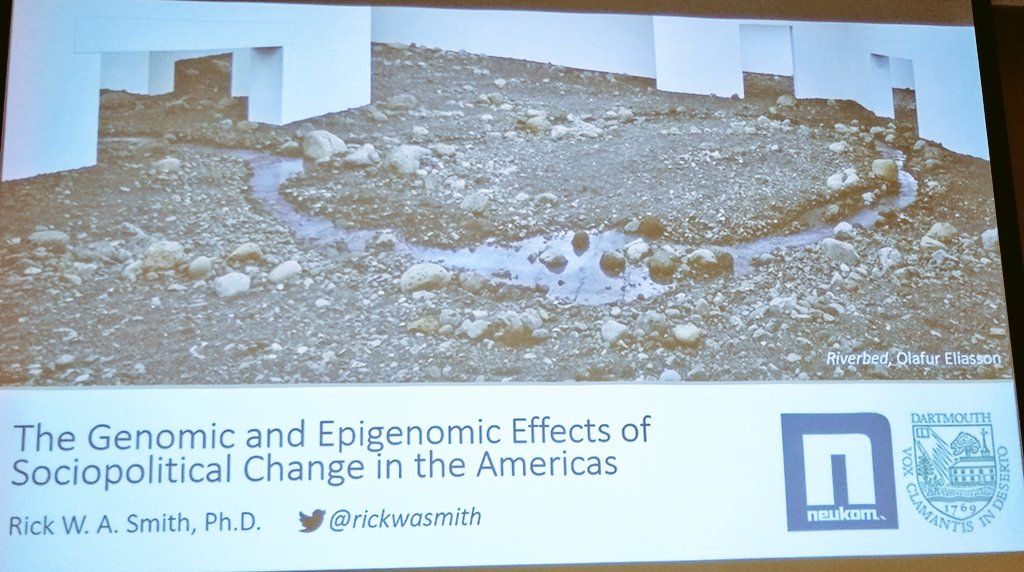 Riverbed, Olafur Eliasson
The Genomic and Epigenomic Effects of
Sociopolitical Change in the Americas
Rick W. A. Smith, Ph.D.
@rickwasmith
neukom
DARTMOUTH
VOX CLAMANTIS IN DESERTO
1769